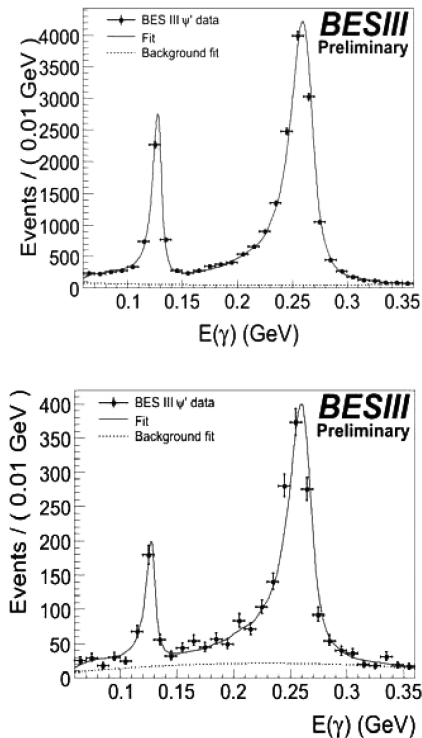 BES III ψ' data
Fit
Background fit
BESIII
Preliminary
4000
3500
3000
2500
2000
1500
1000
500
0
Events / ( 0.01 GeV )
0.1
0.15
0.2
0.25
0.3
0.35
E(γ) (GeV)
BES III ψ' data
Fit
Background fit
BESIII
Preliminary
400
350
300
250
200
150
100
50
0
Events / ( 0.01 GeV )
0.1
0.15
0.2
0.25
0.3
0.35
E(γ) (GeV)